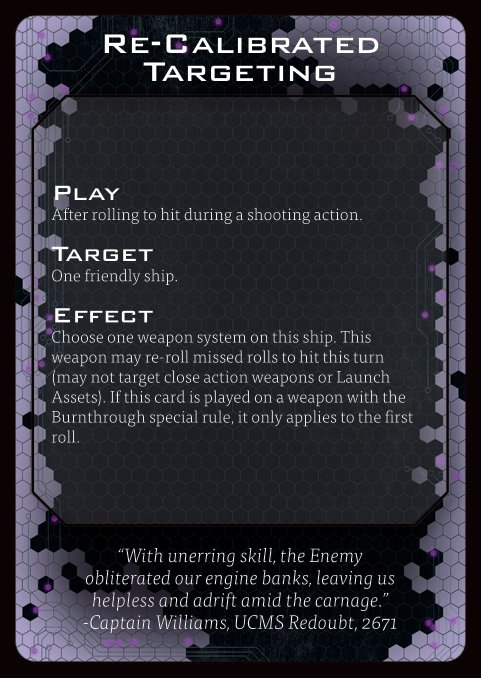 Re-Calibrated
Targeting
Play
After rolling to hit during a shooting action.
Target
One friendly ship.
Effect
Choose one weapon system on this ship. This
weapon may re-roll missed rolls to hit this turn
(may not target close action weapons or Launch
Assets). If this card is played on a weapon with the
Burnthrough special rule, it only applies to the first
roll.
“With unerring skill, the Enemy
obliterated our engine banks, leaving us
helpless and adrift amid the carnage.”
-Captain Williams, UCMS Redoubt, 2671